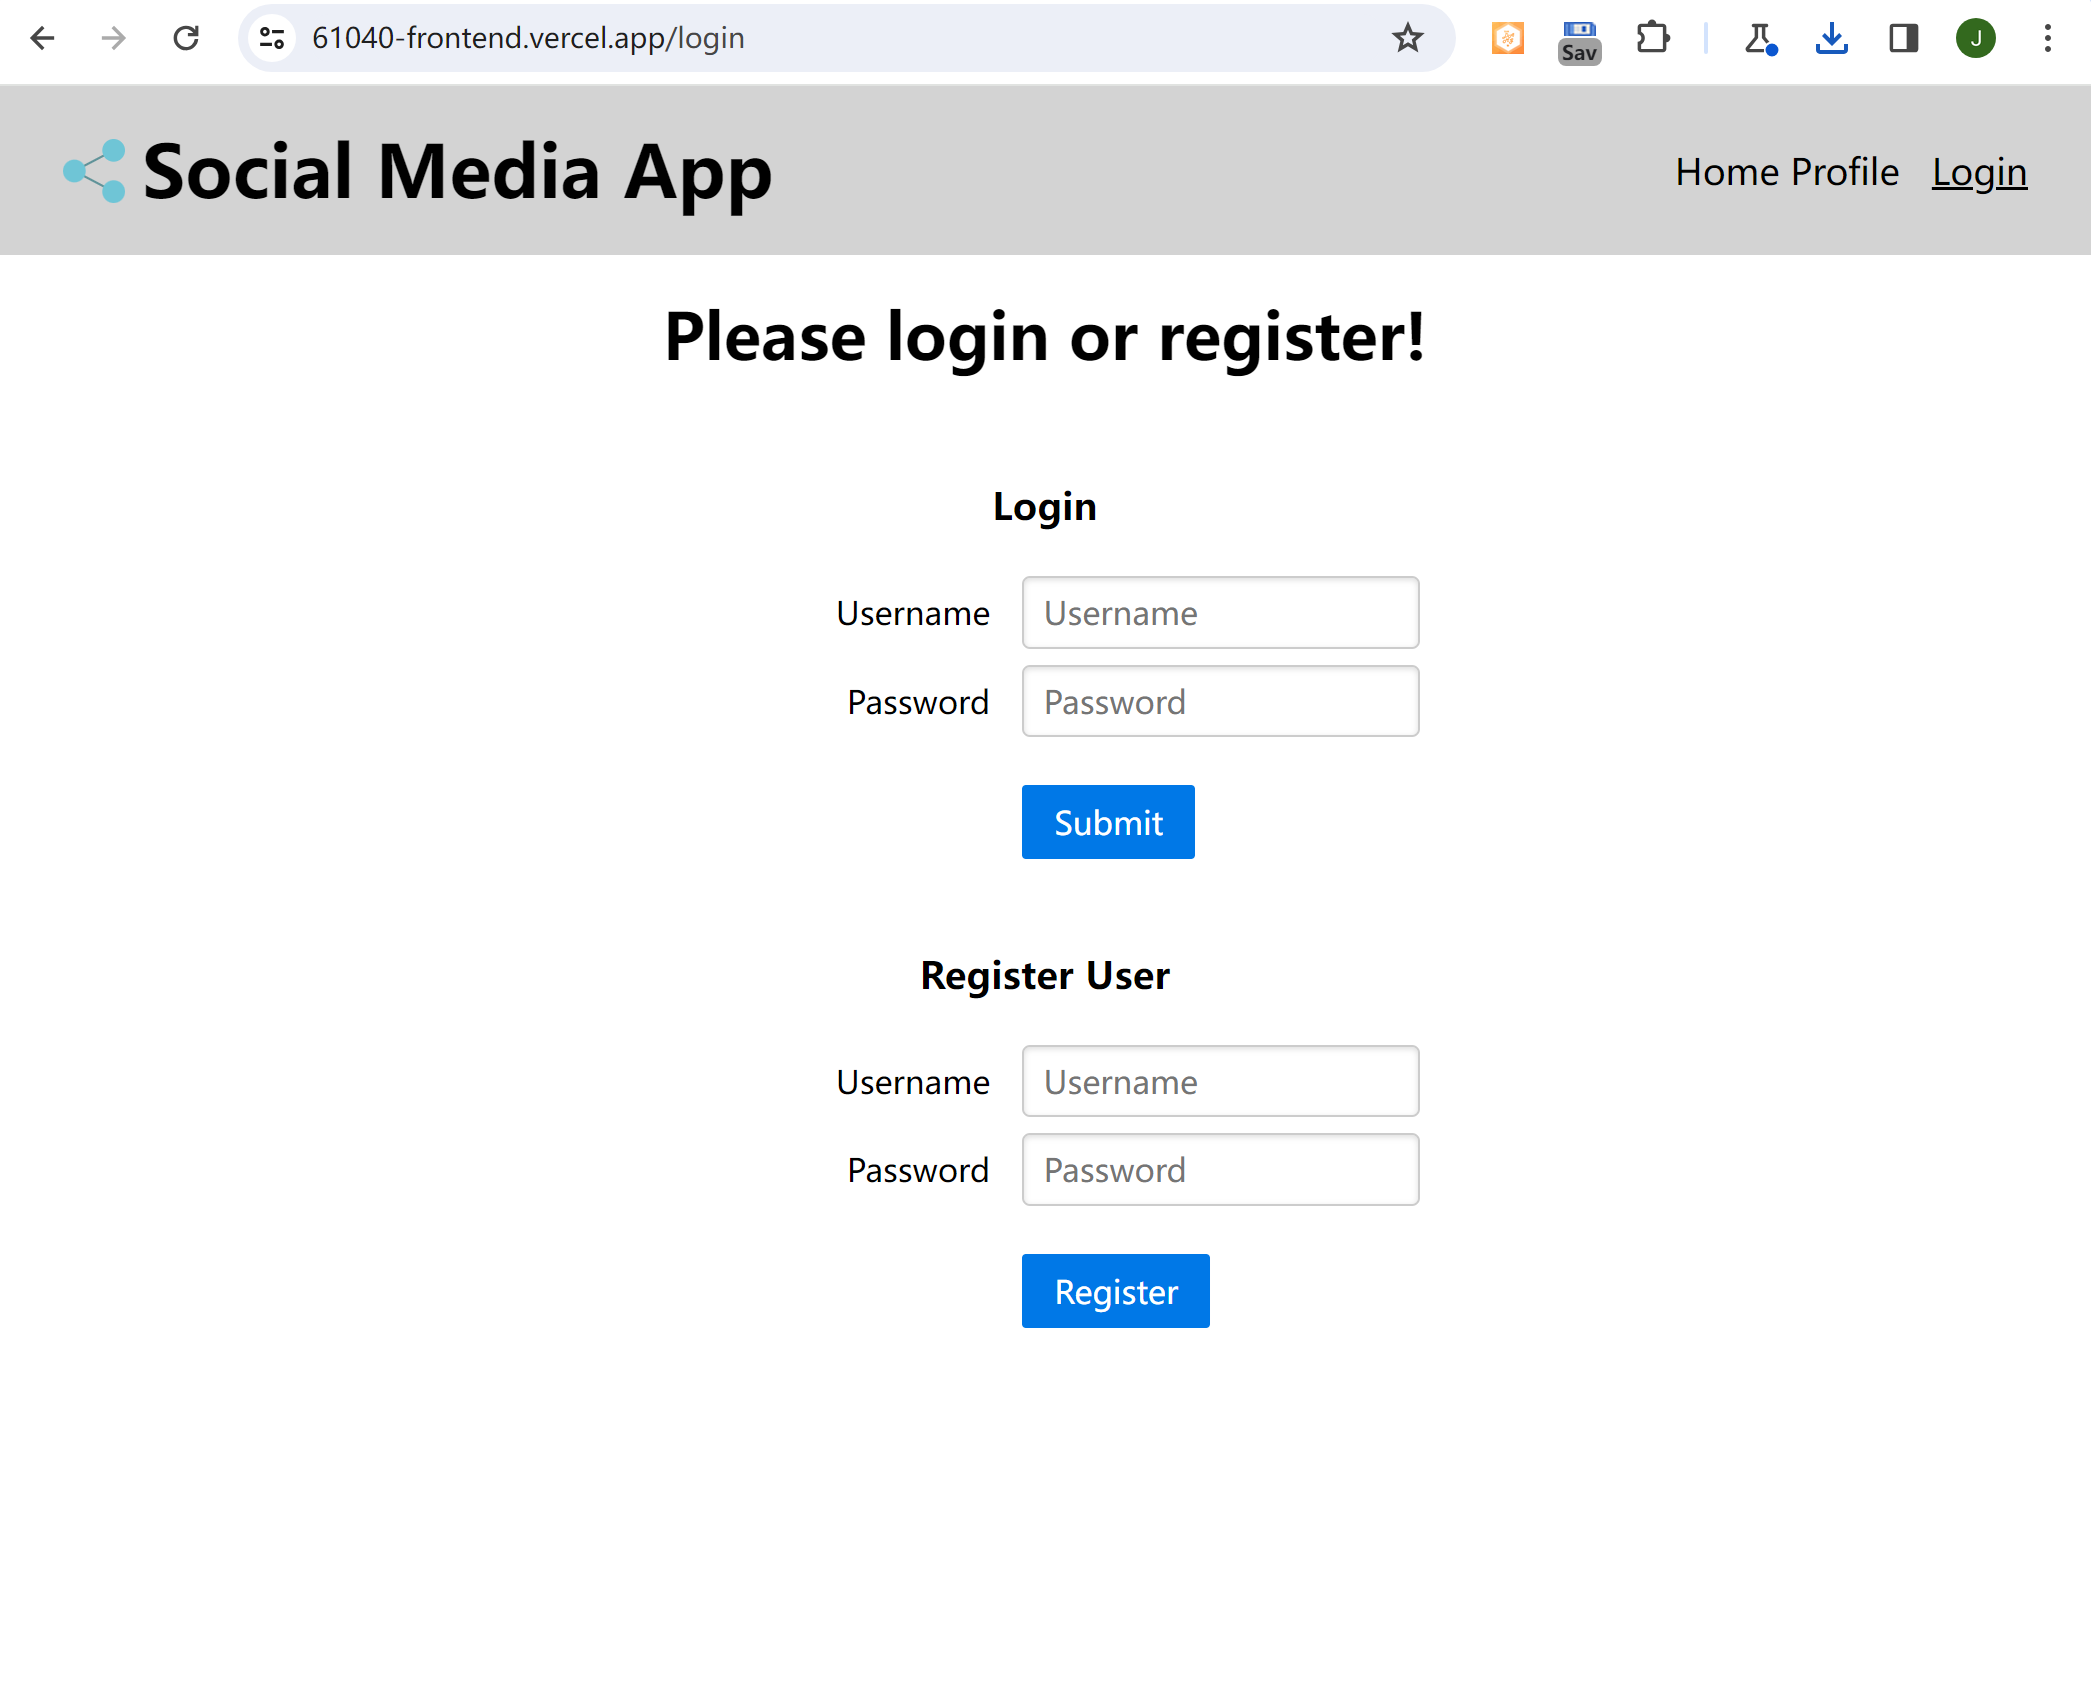 61040-frontend.vercel.app/login
Sav
J
Social Media App
Home Profile Login
Please login or register!
Login
Username Username
Password Password
Submit
Register User
Username Username
Password Password
Register